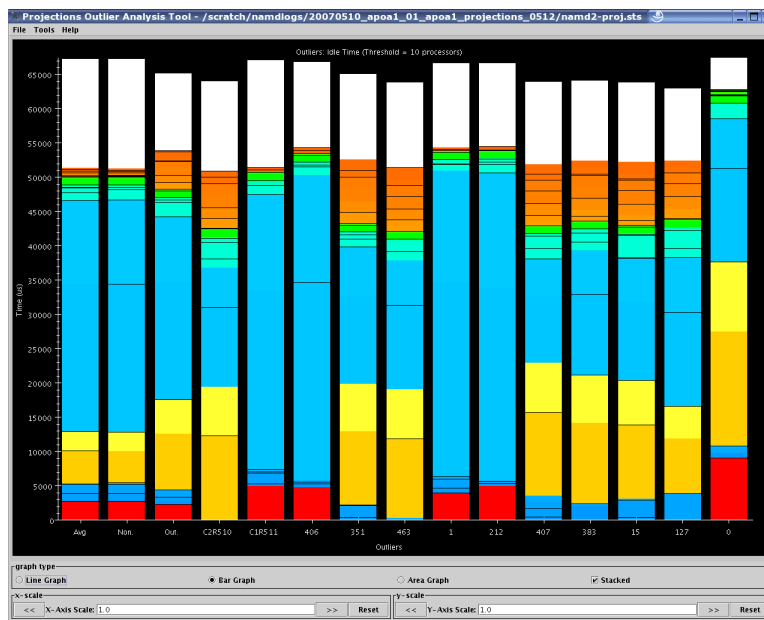 Projections Outlier Analysis Tool - /scratch/namdlogs/20070510_apoa1_01_apoa1_projections_0512/namd2-proj.sts
File Tools Help
Outliers: Idle Time (Threshold = 10 processors)
65000
60000
55000
50000
45000
40000
35000
30000
25000
20000
15000
10000
5000
0
Time (us)
Avg Non. Out. C2R510 C1R511 406 351 463 1 212 407 383 15 127 0
Outliers
graph type
Line Graph Bar Graph Area Graph Stacked
x-scale y-scale
<< X-Axis Scale: 1.0 >> Reset << Y-Axis Scale: 1.0 >> Reset